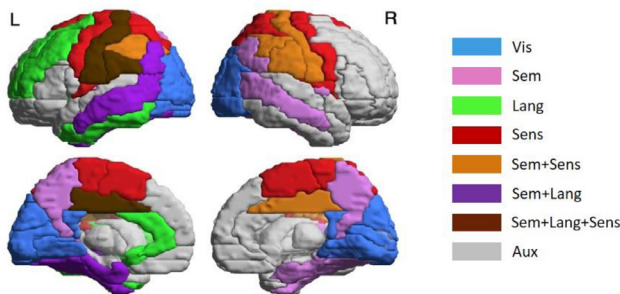 L R
Vis
Sem
Lang
Sens
Sem+Sens
Sem+Lang
Sem+Lang+Sens
Aux